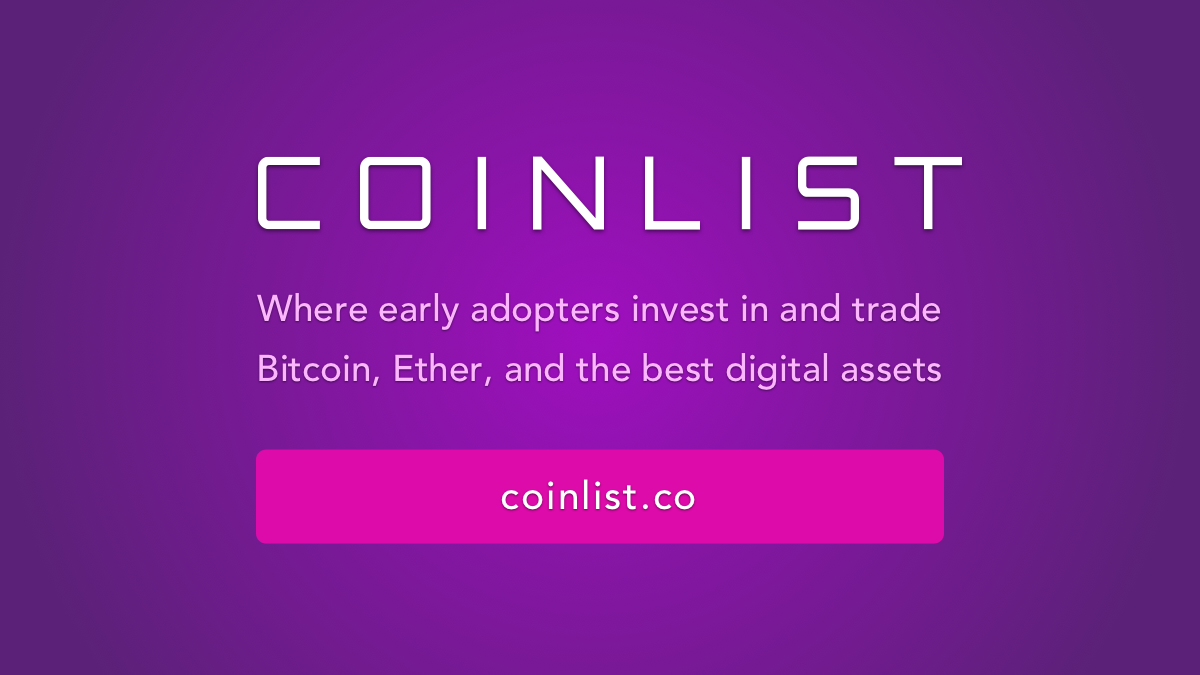 COINLIST
Where early adopters invest in and trade
Bitcoin, Ether, and the best digital assets
coinlist.co